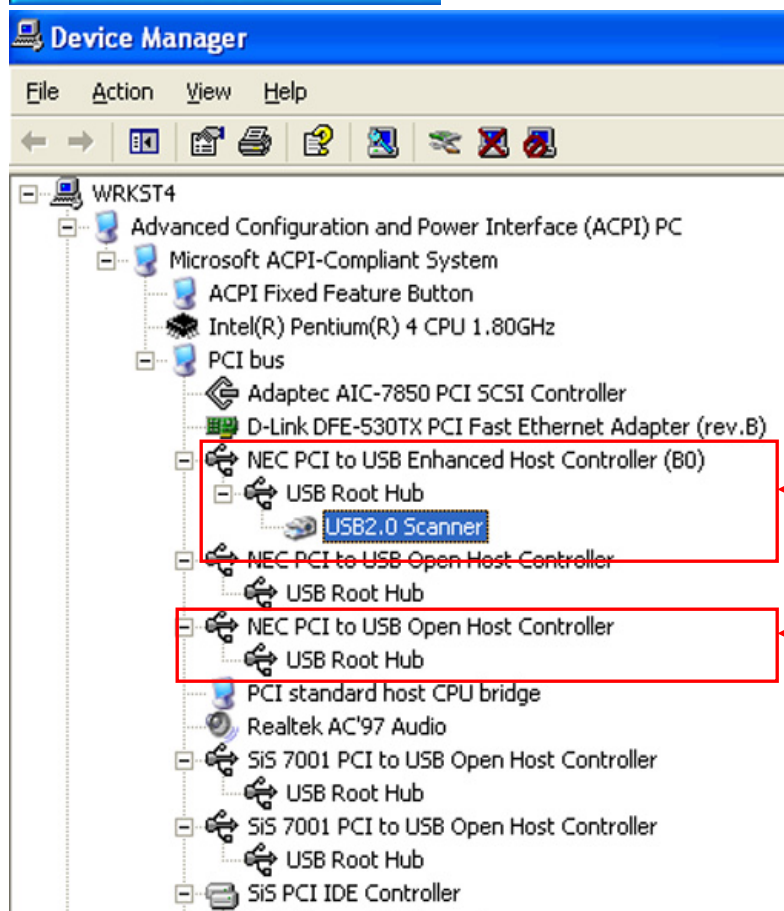 Device Manager
File Action View Help
WRKST4
Advanced Configuration and Power Interface (ACPI) PC
Microsoft ACPI-Compliant System
ACPI Fixed Feature Button
Intel(R) Pentium(R) 4 CPU 1.80GHz
PCI bus
Adaptec AIC-7850 PCI SCSI Controller
D-Link DFE-530TX PCI Fast Ethernet Adapter (rev.B)
NEC PCI to USB Enhanced Host Controller (B0)
USB Root Hub
USB2.0 Scanner
NEC PCI to USB Open Host Controller
USB Root Hub
NEC PCI to USB Open Host Controller
USB Root Hub
PCI standard host CPU bridge
Realtek AC'97 Audio
SiS 7001 PCI to USB Open Host Controller
USB Root Hub
SiS 7001 PCI to USB Open Host Controller
USB Root Hub
SiS PCI IDE Controller